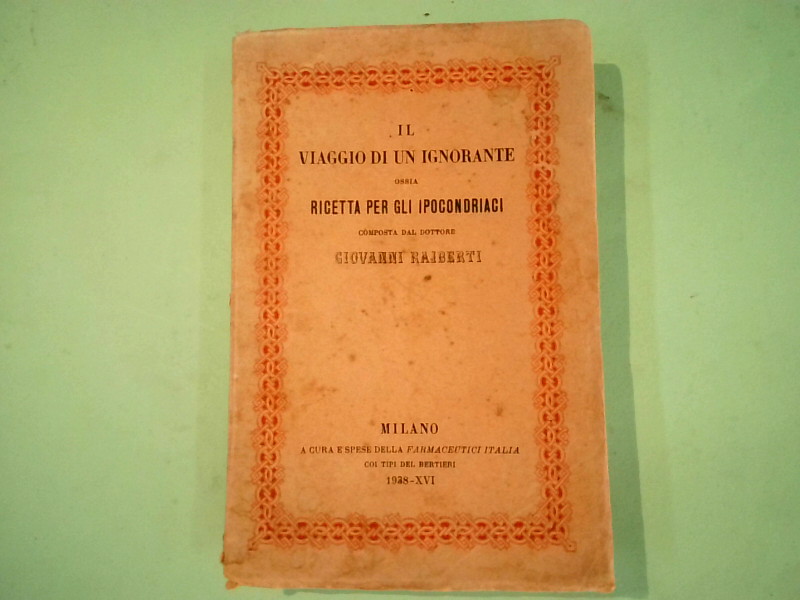 IL
VIAGGIO DI UN IGNORANTE
OSSIA
RICETTA PER GLI IPOCONDRIACI
COMPOSTA DAL DOTTORE
GIOVANNI RAJBERTI
MILANO
A CURA E SPESE DELLA FARMACEUTICI ITALIA
COI TIPI DEL BERTIERI
1938-XVI